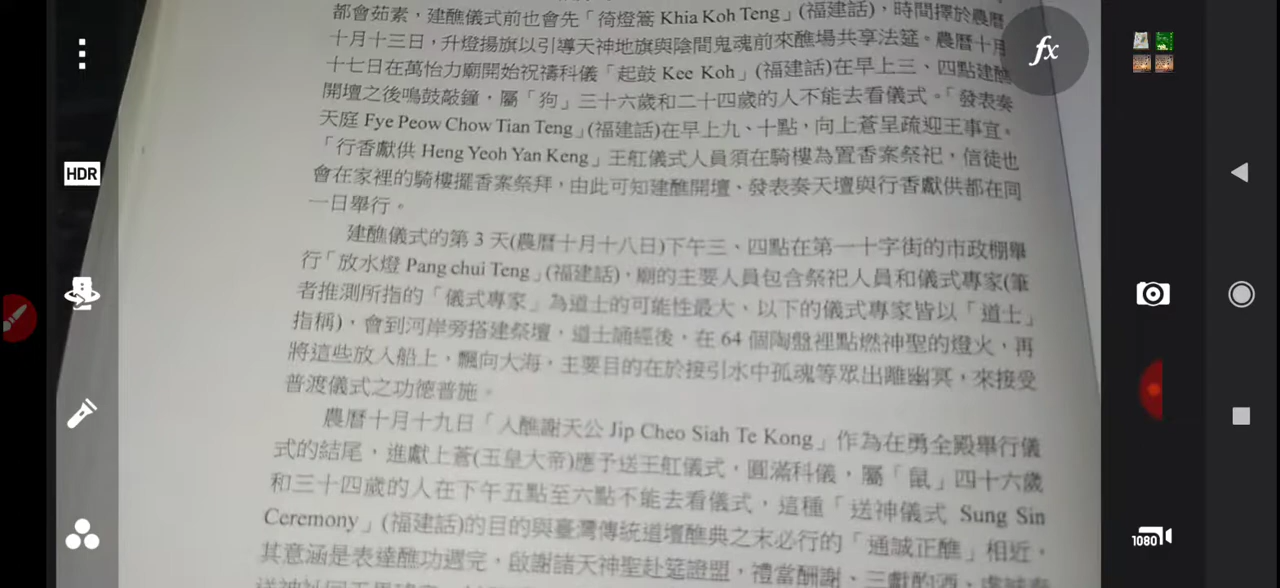 都會茹素，建醮儀式前也會先「徛燈篙 Khia Koh Teng」(福建話)，時間擇於農曆
十月十三日，升燈揚旗以引導天神地旗與陰間鬼魂前來醮場共享法筵。農曆十月
十七日在萬怡力廟開始祝禱科儀「起鼓 Kee Koh」(福建話)在早上三、四點建醮
開壇之後鳴鼓敲鐘，屬「狗」三十六歲和二十四歲的人不能去看儀式。「發表奏
天庭 Fye Peow Chow Tian Teng」(福建話)在早上九、十點，向上蒼呈疏迎王事宜。
「行香獻供 Heng Yeoh Yan Keng」王舡儀式人員須在騎樓為置香案祭祀，信徒也
會在家裡的騎樓擺香案祭拜，由此可知建醮開壇、發表奏天壇與行香獻供都在同
一日舉行。
建醮儀式的第 3 天(農曆十月十八日)下午三、四點在第一十字街的市政棚舉
行「放水燈 Pang chui Teng」(福建話)，廟的主要人員包含祭祀人員和儀式專家(筆
者推測所指的「儀式專家」為道士的可能性最大、以下的儀式專家皆以「道士」
指稱)，會到河岸旁搭建祭壇，道士誦經後，在 64 個陶盤裡點燃神聖的燈火，再
將這些放入船上，飄向大海，主要目的在於接引水中孤魂等眾出離幽冥，來接受
普渡儀式之功德普施。
農曆十月十九日「入醮謝天公 Jip Cheo Siah Te Kong」作為在勇全殿舉行儀
式的結尾，進獻上蒼(玉皇大帝)應予送王舡儀式，圓滿科儀，屬「鼠」四十六歲
和三十四歲的人在下午五點至六點不能去看儀式，這種「送神儀式 Sung Sin
Ceremony」(福建話)的目的與臺灣傳統道壇醮典之末必行的「通誠正醮」相近，
其意涵是表達醮功週完，啟謝諸天神聖赴筵證盟，禮當酬謝、三獻的酒、虔誠奏
HDR
fx
1080